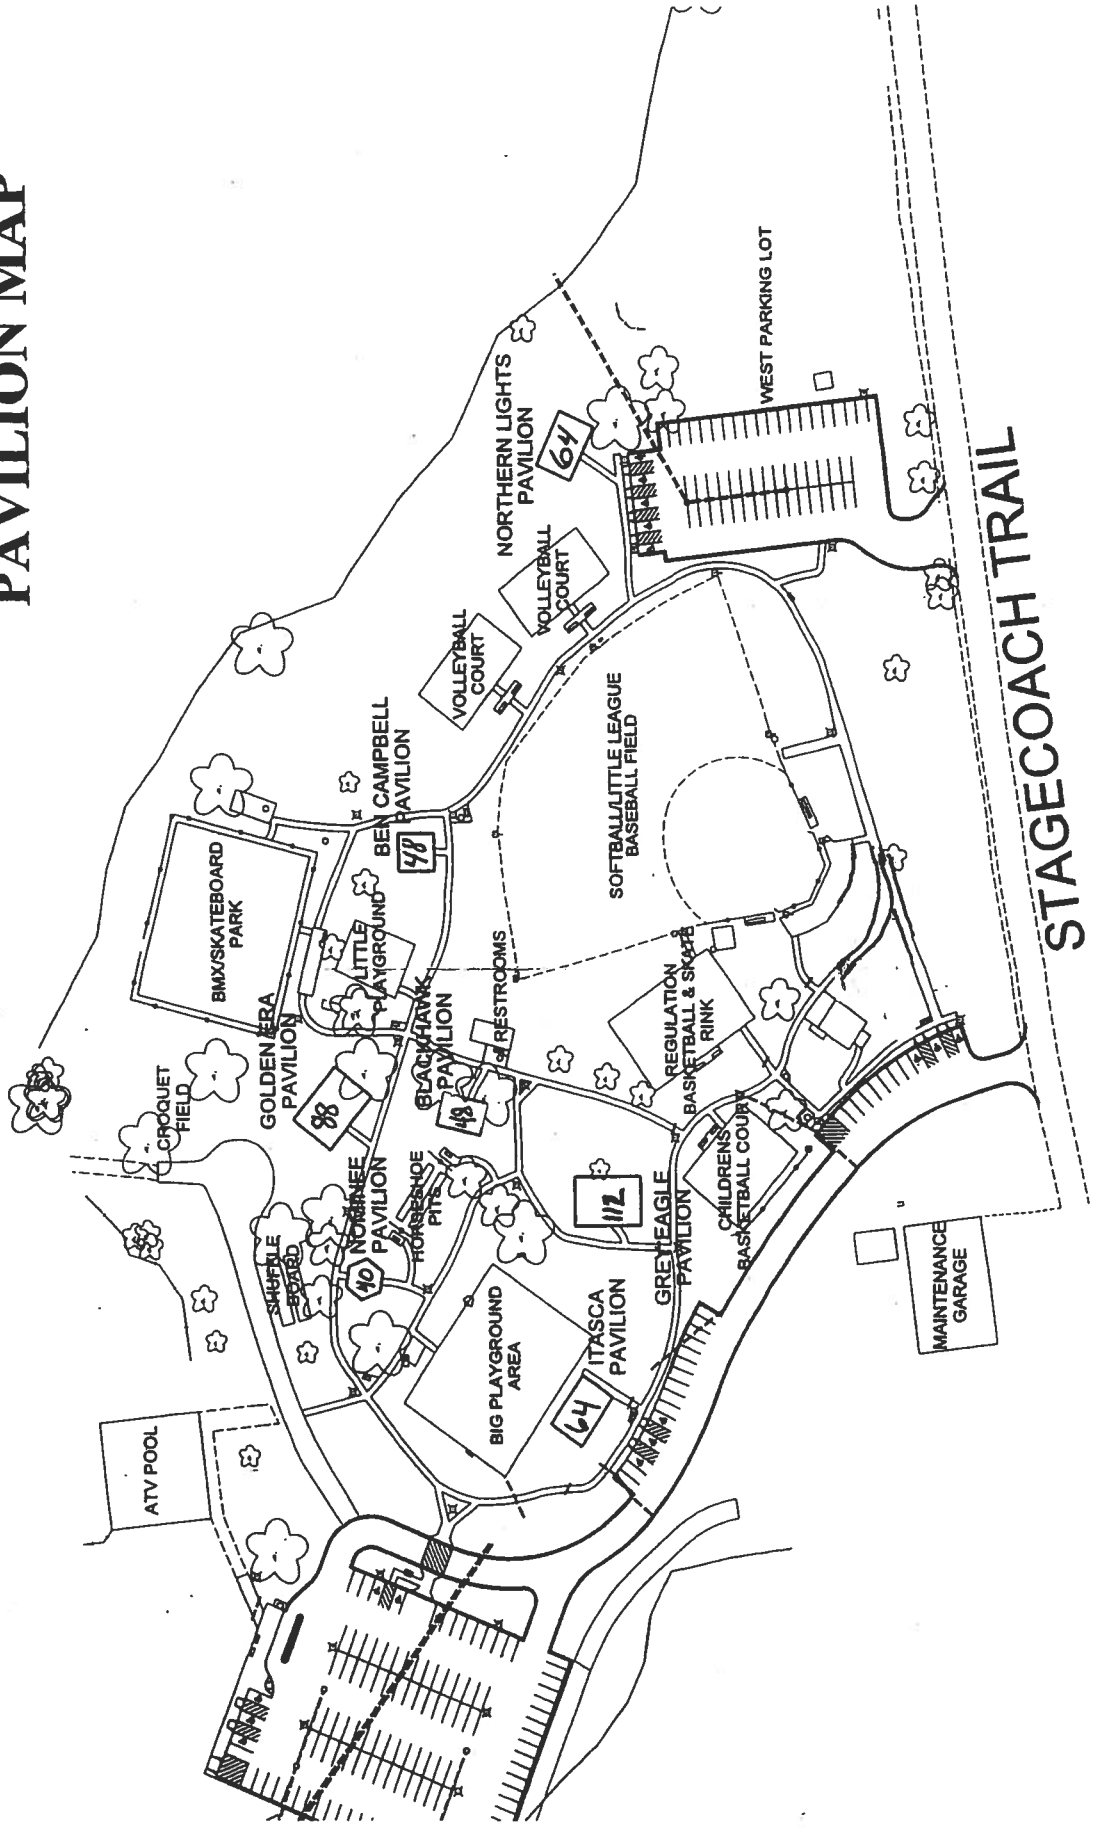 PAVILION MAP
NORTHERN LIGHTS
PAVILION
64
WEST PARKING LOT
VOLLEYBALL
COURT
VOLLEYBALL
COURT
BEN CAMPBELL
PAVILION
48
SOFTBALL/LITTLE LEAGUE
BASEBALL FIELD
STAGECOACH TRAIL
BMX/SKATEBOARD
PARK
LITTLE
PLAYGROUND
GOLDEN ERA
PAVILION
88
BLACKHAWK
PAVILION
48
RESTROOMS
REGULATION
BASKETBALL & SKATE
RINK
CROQUET
FIELD
NOMINEE
PAVILION
40
HORSESHOE
PITS
112
GREY EAGLE
PAVILION
CHILDRENS
BASKETBALL COURT
SHUFFLE
BOARD
BIG PLAYGROUND
AREA
ITASCA
PAVILION
64
MAINTENANCE
GARAGE
ATV POOL